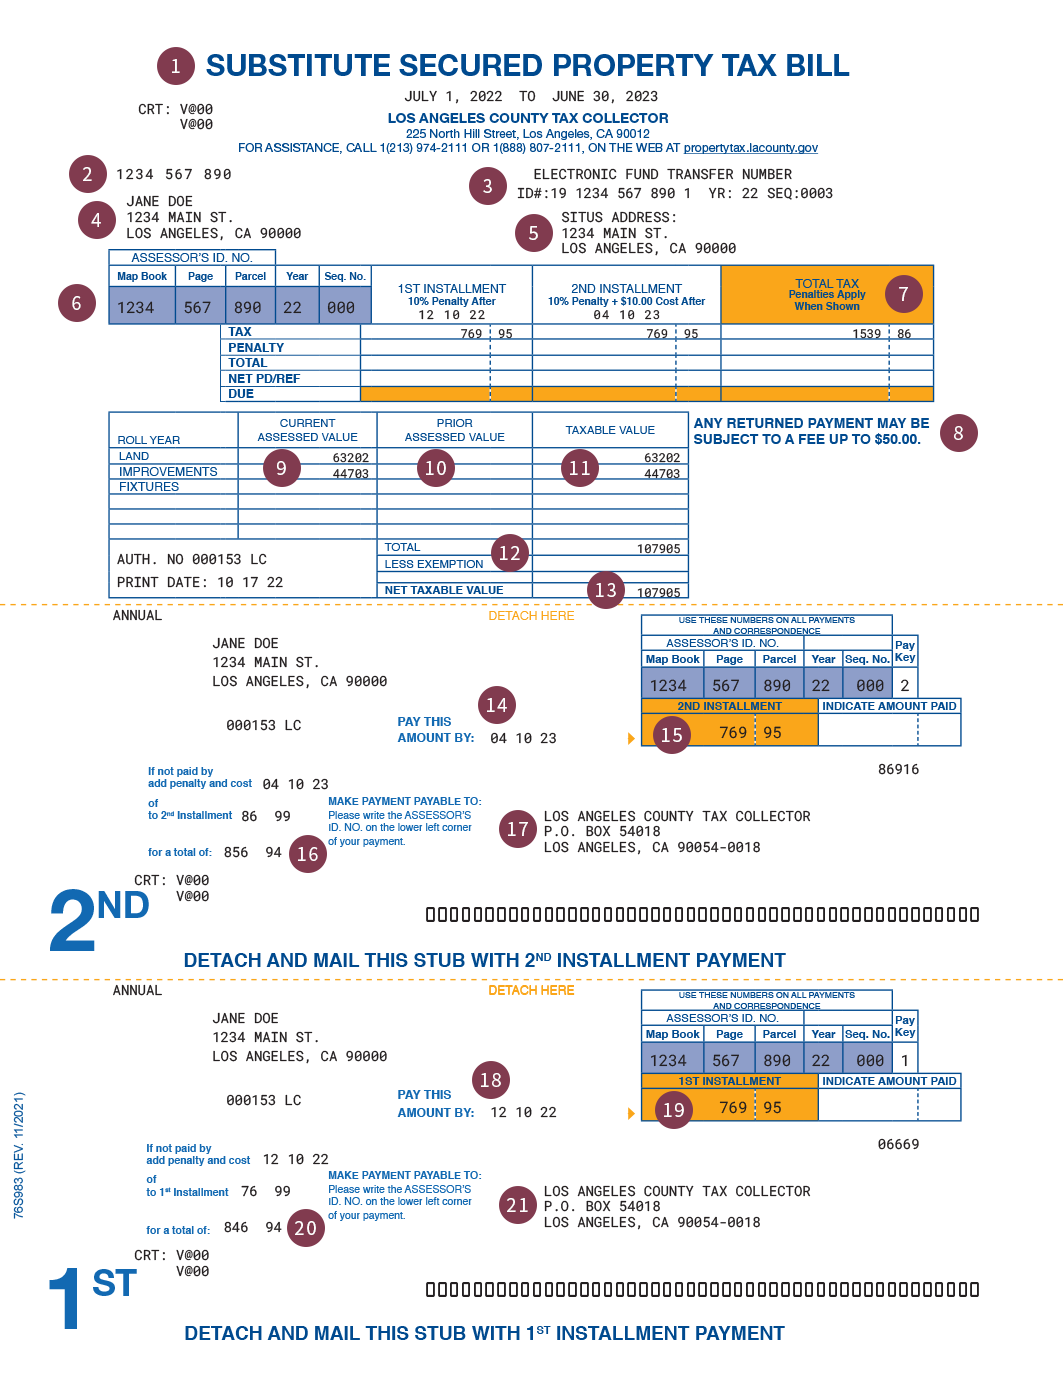 1 SUBSTITUTE SECURED PROPERTY TAX BILL
JULY 1, 2022 TO JUNE 30, 2023
CRT: V@00
V@00
LOS ANGELES COUNTY TAX COLLECTOR
225 North Hill Street, Los Angeles, CA 90012
FOR ASSISTANCE, CALL 1(213) 974-2111 OR 1(888) 807-2111, ON THE WEB AT propertytax.lacounty.gov
2 1234 567 890
3 ELECTRONIC FUND TRANSFER NUMBER
ID#:19 1234 567 890 1 YR: 22 SEQ:0003
4 JANE DOE
1234 MAIN ST.
LOS ANGELES, CA 90000
5 SITUS ADDRESS:
1234 MAIN ST.
LOS ANGELES, CA 90000
ASSESSOR'S ID. NO.
Map Book Page Parcel Year Seq. No.
6 1234 567 890 22 000
1ST INSTALLMENT
10% Penalty After
12 10 22
2ND INSTALLMENT
10% Penalty + $10.00 Cost After
04 10 23
TOTAL TAX
Penalties Apply
When Shown
7
TAX 769 95 769 95 1539 86
PENALTY
TOTAL
NET PD/REF
DUE
ROLL YEAR CURRENT ASSESSED VALUE PRIOR ASSESSED VALUE TAXABLE VALUE
ANY RETURNED PAYMENT MAY BE
SUBJECT TO A FEE UP TO $50.00.
8
LAND 63202 63202
IMPROVEMENTS 9 44703 10 11 44703
FIXTURES
TOTAL 12 107905
LESS EXEMPTION
NET TAXABLE VALUE 13 107905
AUTH. NO 000153 LC
PRINT DATE: 10 17 22
ANNUAL
DETACH HERE
JANE DOE
1234 MAIN ST.
LOS ANGELES, CA 90000
USE THESE NUMBERS ON ALL PAYMENTS
AND CORRESPONDENCE
ASSESSOR'S ID. NO. Pay
Map Book Page Parcel Year Seq. No. Key
1234 567 890 22 000 2
2ND INSTALLMENT INDICATE AMOUNT PAID
15 769 95
000153 LC
14
PAY THIS
AMOUNT BY: 04 10 23
86916
If not paid by
add penalty and cost 04 10 23
of
to 2nd Installment 86 99
for a total of: 856 94 16
MAKE PAYMENT PAYABLE TO:
Please write the ASSESSOR'S
ID. NO. on the lower left corner
of your payment.
17 LOS ANGELES COUNTY TAX COLLECTOR
P.O. BOX 54018
LOS ANGELES, CA 90054-0018
CRT: V@00
V@00
2ND
DETACH AND MAIL THIS STUB WITH 2ND INSTALLMENT PAYMENT
ANNUAL
DETACH HERE
JANE DOE
1234 MAIN ST.
LOS ANGELES, CA 90000
USE THESE NUMBERS ON ALL PAYMENTS
AND CORRESPONDENCE
ASSESSOR'S ID. NO. Pay
Map Book Page Parcel Year Seq. No. Key
1234 567 890 22 000 1
1ST INSTALLMENT INDICATE AMOUNT PAID
19 769 95
000153 LC
18
PAY THIS
AMOUNT BY: 12 10 22
06669
If not paid by
add penalty and cost 12 10 22
of
to 1st Installment 76 99
for a total of: 846 94 20
MAKE PAYMENT PAYABLE TO:
Please write the ASSESSOR'S
ID. NO. on the lower left corner
of your payment.
21 LOS ANGELES COUNTY TAX COLLECTOR
P.O. BOX 54018
LOS ANGELES, CA 90054-0018
CRT: V@00
V@00
1ST
DETACH AND MAIL THIS STUB WITH 1ST INSTALLMENT PAYMENT
76S983 (REV. 11/2021)